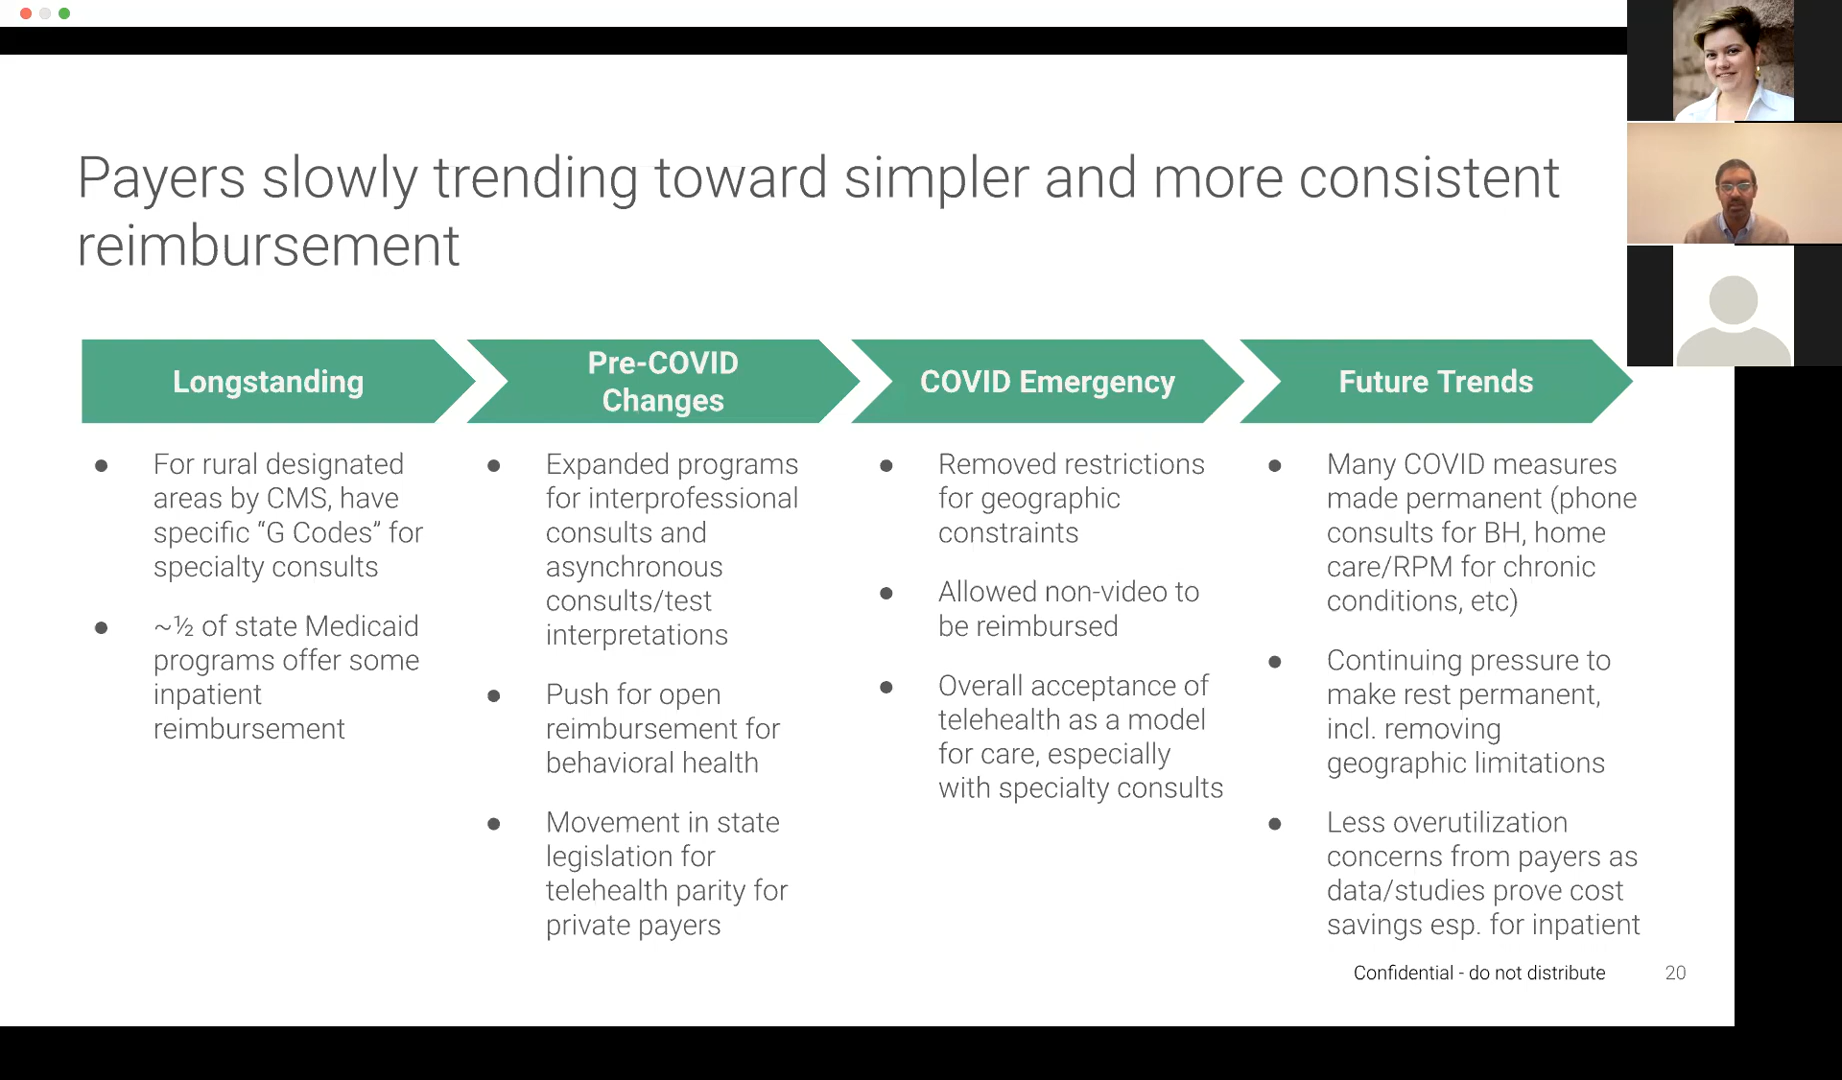 Payers slowly trending toward simpler and more consistent
reimbursement
Longstanding
For rural designated
areas by CMS, have
specific “G Codes” for
specialty consults
~½ of state Medicaid
programs offer some
inpatient
reimbursement
Pre-COVID
Changes
Expanded programs
for interprofessional
consults and
asynchronous
consults/test
interpretations
Push for open
reimbursement for
behavioral health
Movement in state
legislation for
telehealth parity for
private payers
COVID Emergency
Removed restrictions
for geographic
constraints
Allowed non-video to
be reimbursed
Overall acceptance of
telehealth as a model
for care, especially
with specialty consults
Future Trends
Many COVID measures
made permanent (phone
consults for BH, home
care/RPM for chronic
conditions, etc)
Continuing pressure to
make rest permanent,
incl. removing
geographic limitations
Less overutilization
concerns from payers as
data/studies prove cost
savings esp. for inpatient
Confidential - do not distribute
20